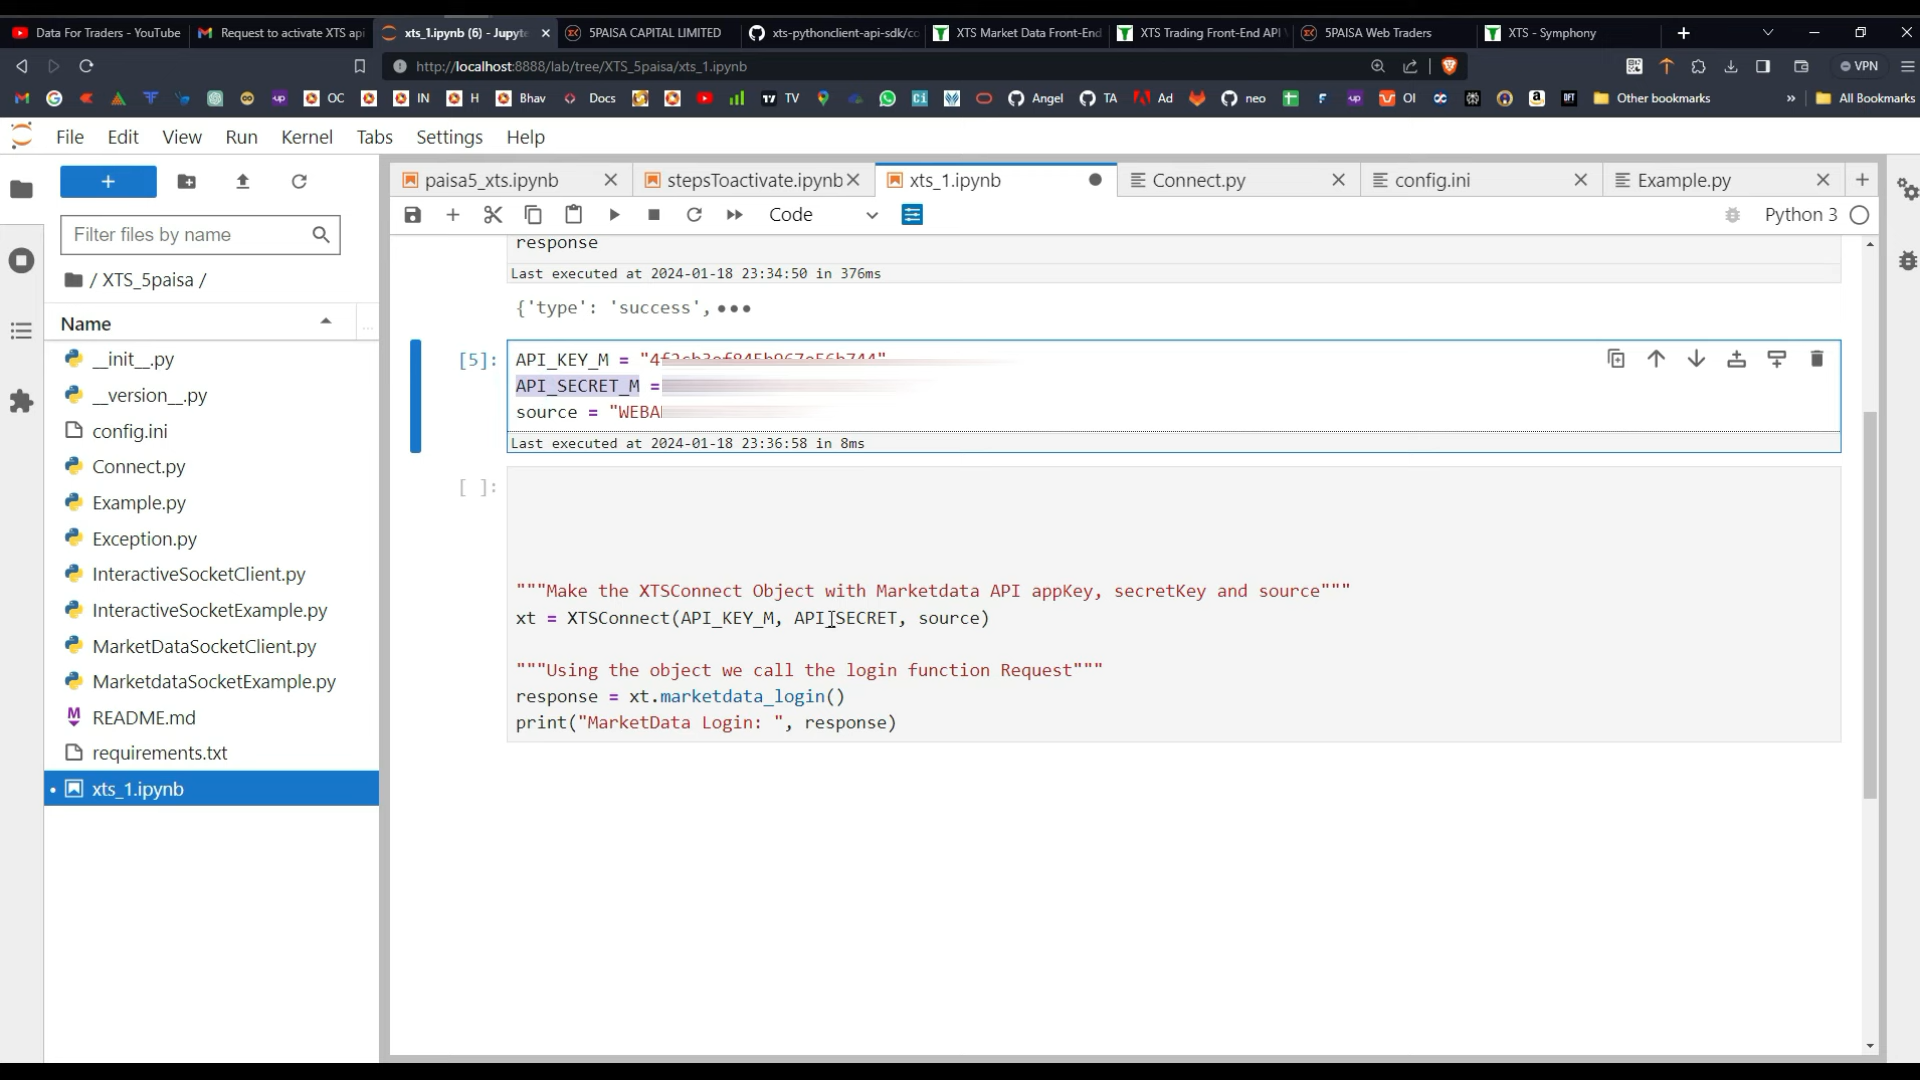 Data For Traders - YouTube
Request to activate XTS api
xts_1.ipynb (6) - Jupyte
5PAISA CAPITAL LIMITED
xts-pythonclient-api-sdk/co
XTS Market Data Front-End
XTS Trading Front-End API
5PAISA Web Traders
XTS - Symphony
http://localhost:8888/lab/tree/XTS_5paisa/xts_1.ipynb
VPN
OC
IN
H
Bhav
Docs
TV
Angel
TA
Ad
neo
OI
Other bookmarks
All Bookmarks
File Edit View Run Kernel Tabs Settings Help
paisa5_xts.ipynb
stepsToactivate.ipynb
xts_1.ipynb
Connect.py
config.ini
Example.py
Code
Python 3
Filter files by name
/ XTS_5paisa /
Name
__init__.py
__version__.py
config.ini
Connect.py
Example.py
Exception.py
InteractiveSocketClient.py
InteractiveSocketExample.py
MarketDataSocketClient.py
MarketdataSocketExample.py
README.md
requirements.txt
xts_1.ipynb
response
Last executed at 2024-01-18 23:34:50 in 376ms
{'type': 'success', •••
[5]:
API_KEY_M =
API_SECRET_M =
source =
Last executed at 2024-01-18 23:36:58 in 8ms
[ ]:
"""Make the XTSConnect Object with Marketdata API appKey, secretKey and source"""
xt = XTSConnect(API_KEY_M, API_SECRET, source)
"""Using the object we call the login function Request"""
response = xt.marketdata_login()
print("MarketData Login: ", response)